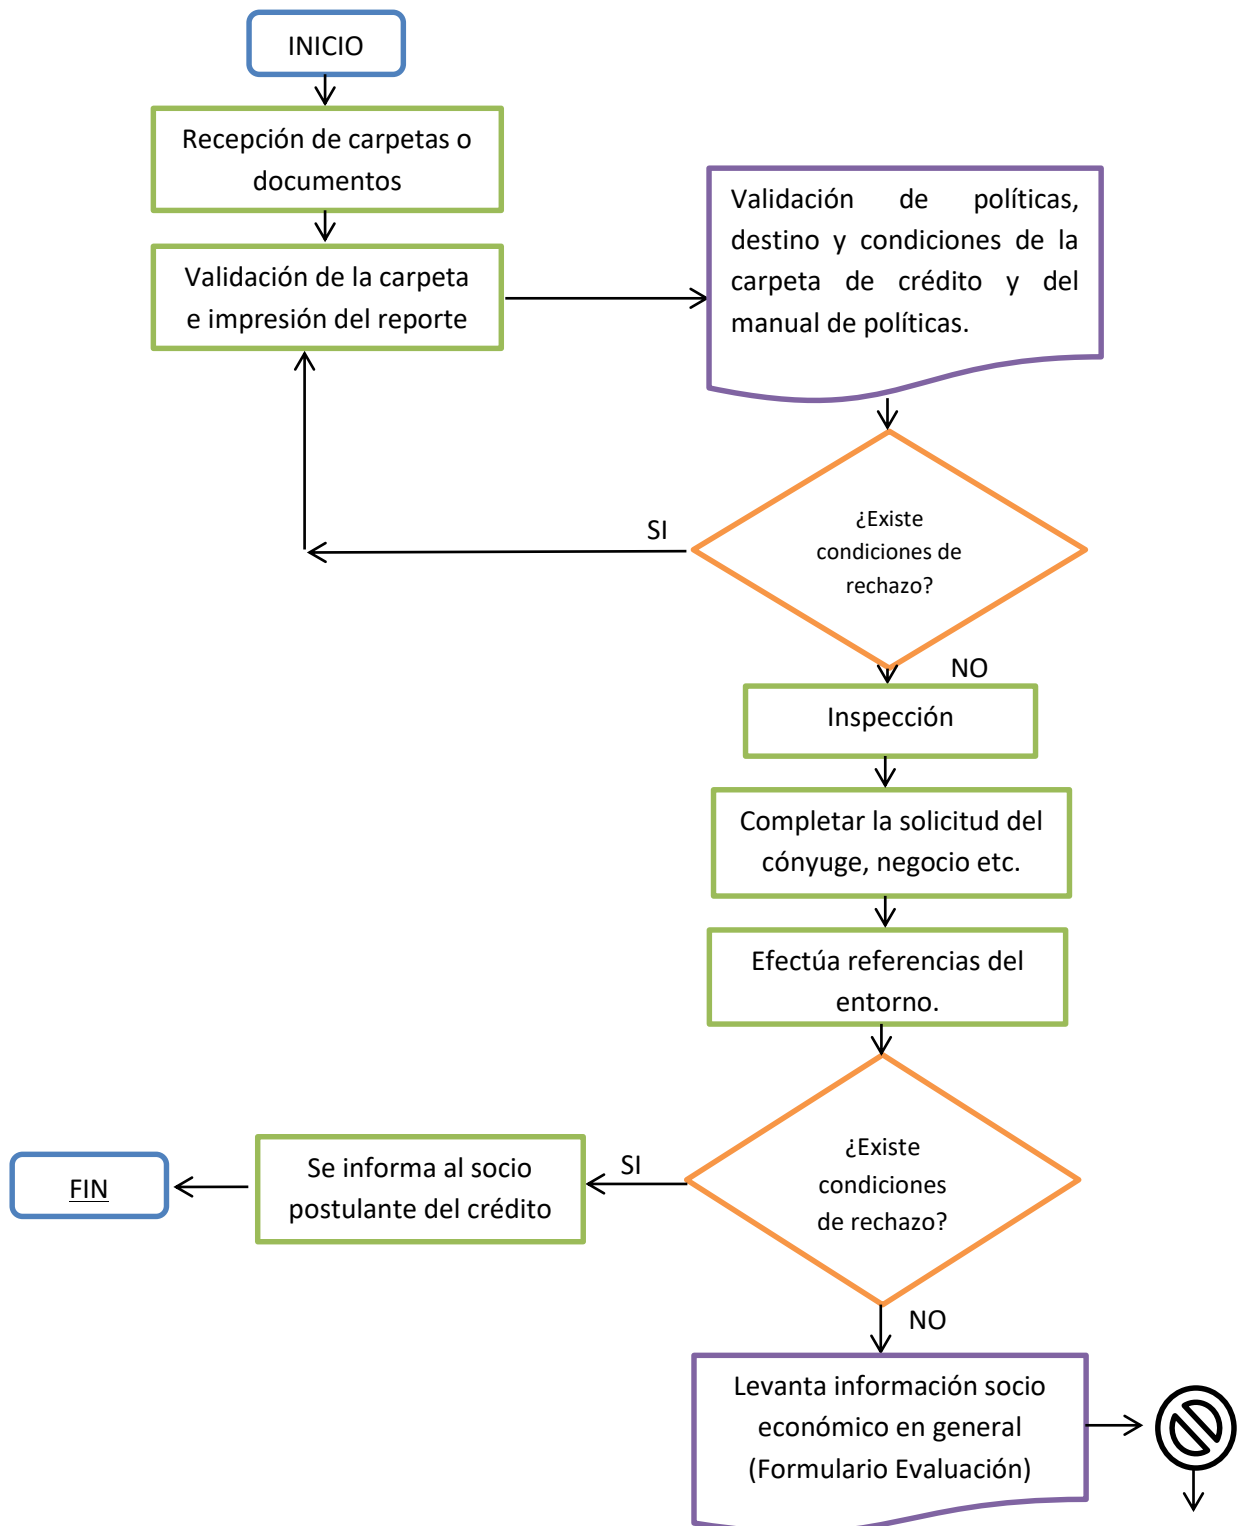 INICIO
Recepción de carpetas o
documentos
Validación de la carpeta
e impresión del reporte
Validación de políticas,
destino y condiciones de la
carpeta de crédito y del
manual de políticas.
¿Existe
condiciones de
rechazo?
SI
NO
Inspección
Completar la solicitud del
cónyuge, negocio etc.
Efectúa referencias del
entorno.
¿Existe
condiciones
de rechazo?
SI
Se informa al socio
postulante del crédito
FIN
NO
Levanta información socio
económico en general
(Formulario Evaluación)